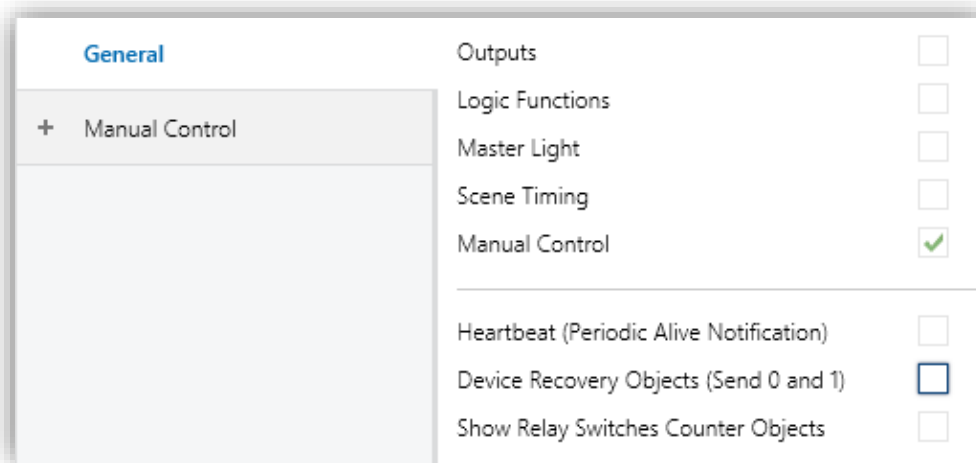 General
+ Manual Control
Outputs
Logic Functions
Master Light
Scene Timing
Manual Control
Heartbeat (Periodic Alive Notification)
Device Recovery Objects (Send 0 and 1)
Show Relay Switches Counter Objects